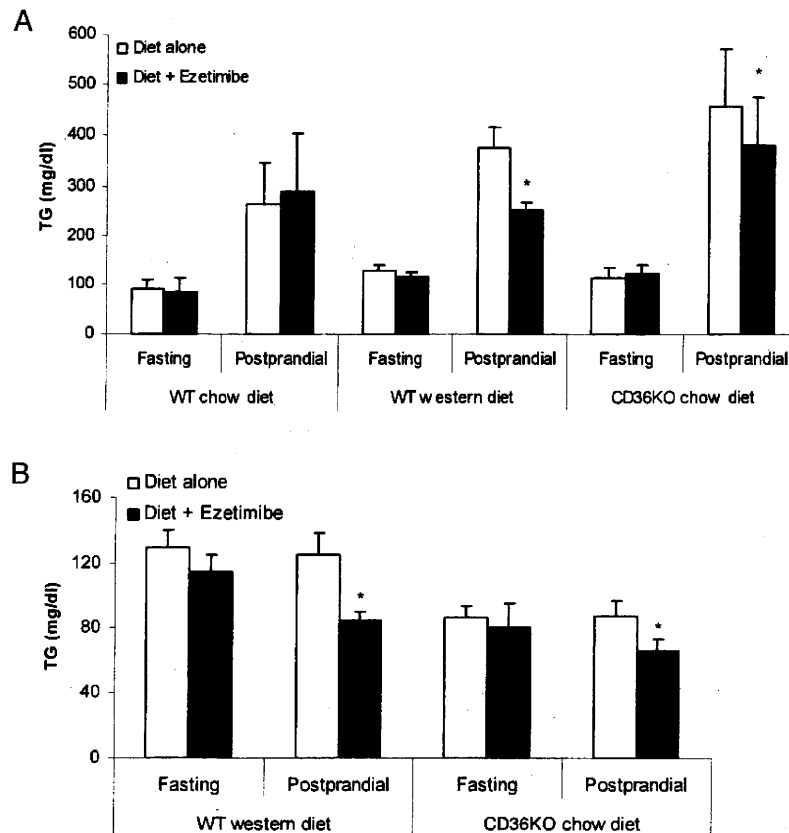 A
Diet alone
Diet + Ezetimibe
600
500
400
300
200
100
0
TG (mg/dl)
*
*
Fasting Postprandial Fasting Postprandial Fasting Postprandial
WT chow diet WT western diet CD36KO chow diet
B
Diet alone
Diet + Ezetimibe
160
120
80
40
0
TG (mg/dl)
*
*
Fasting Postprandial Fasting Postprandial
WT western diet CD36KO chow diet